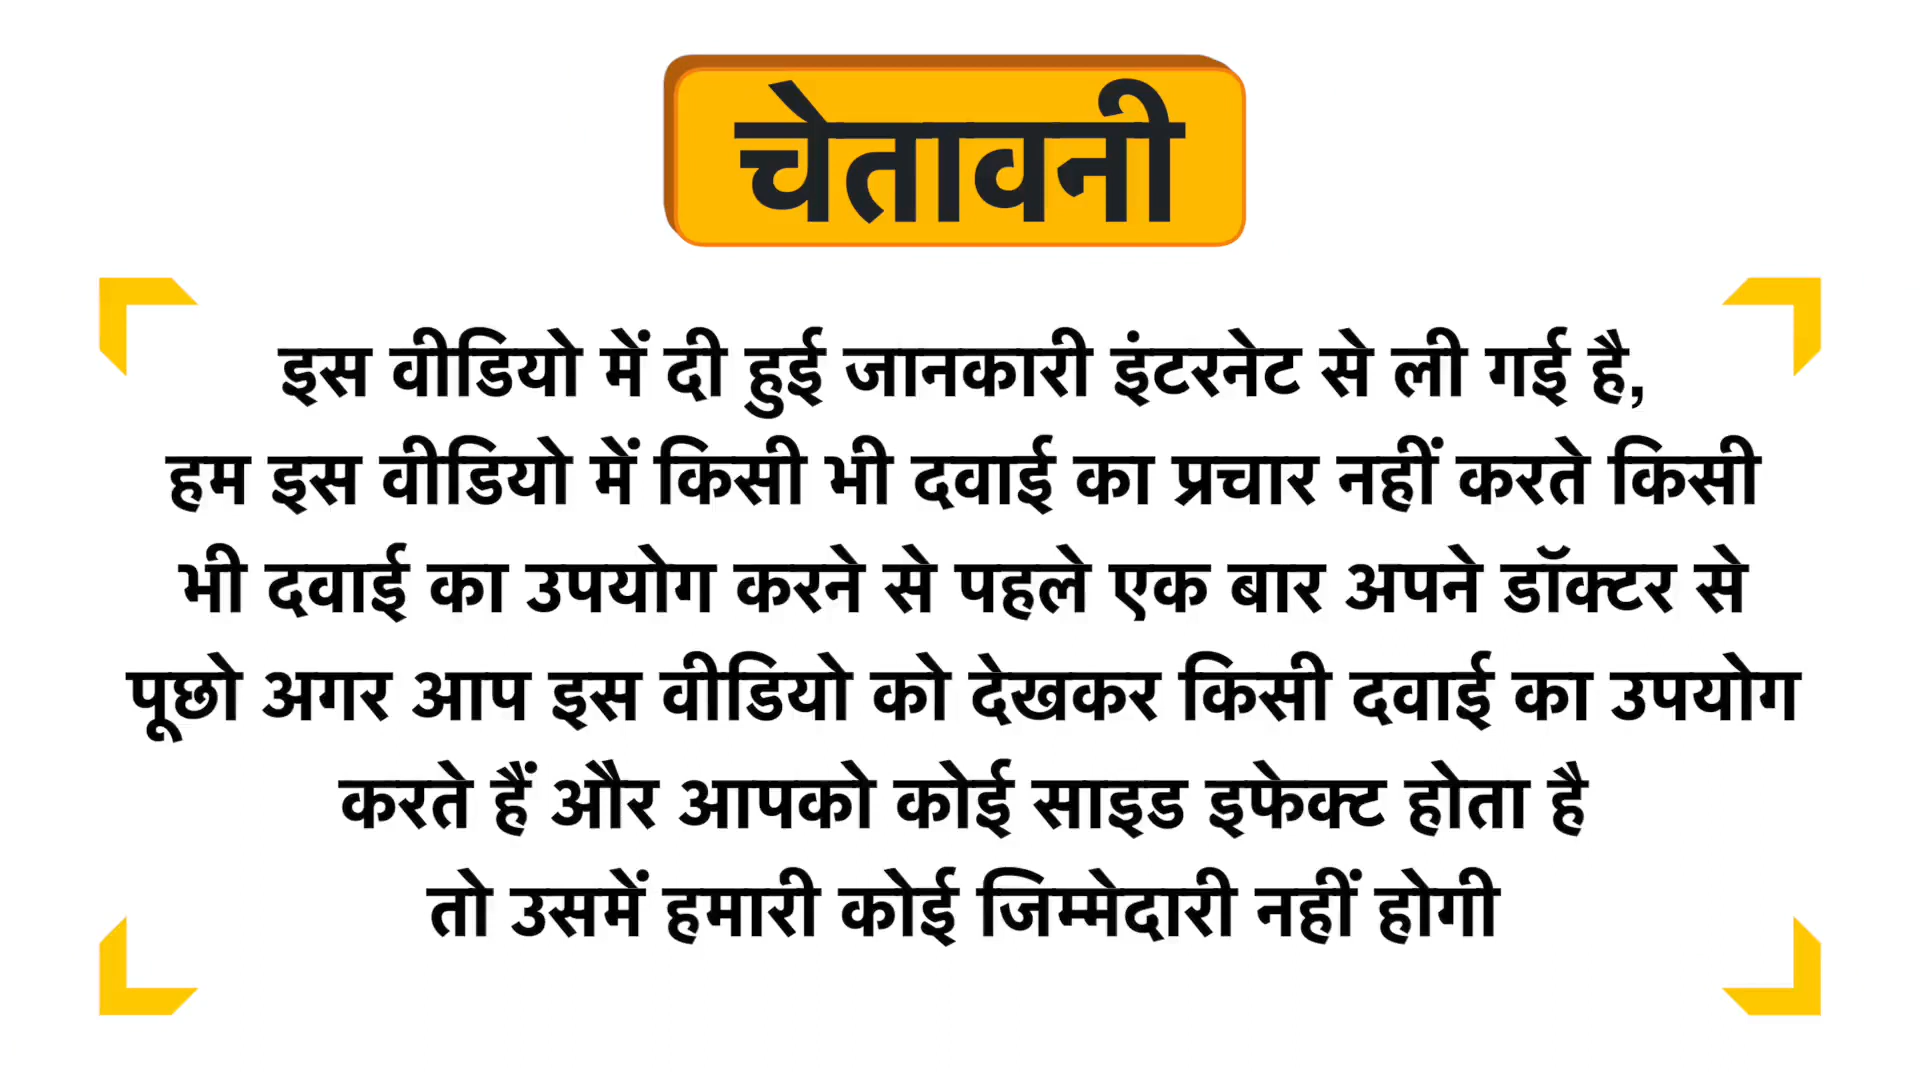 चेतावनी
इस वीडियो में दी हुई जानकारी इंटरनेट से ली गई है,
हम इस वीडियो में किसी भी दवाई का प्रचार नहीं करते किसी
भी दवाई का उपयोग करने से पहले एक बार अपने डॉक्टर से
पूछो अगर आप इस वीडियो को देखकर किसी दवाई का उपयोग
करते हैं और आपको कोई साइड इफेक्ट होता है
तो उसमें हमारी कोई जिम्मेदारी नहीं होगी